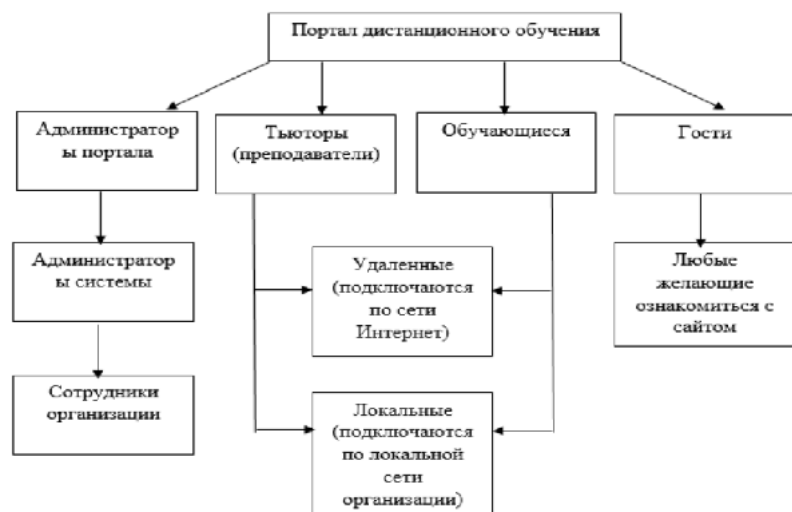 Портал дистанционного обучения
Администратор
ы портала
Тьюторы
(преподаватели)
Обучающиеся
Гости
Администратор
ы системы
Удаленные
(подключаются
по сети
Интернет)
Любые
желающие
ознакомиться с
сайтом
Сотрудники
организации
Локальные
(подключаются
по локальной
сети
организации)